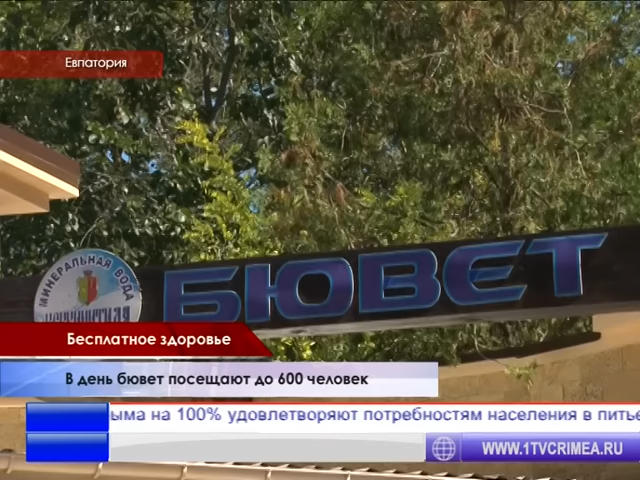 Евпатория
БЮВЕТ
МИНЕРАЛЬНАЯ ВОДА
Бесплатное здоровье
В день бювет посещают до 600 человек
ыма на 100% удовлетворяют потребностям населения в питье
WWW.1TVCRIMEA.RU